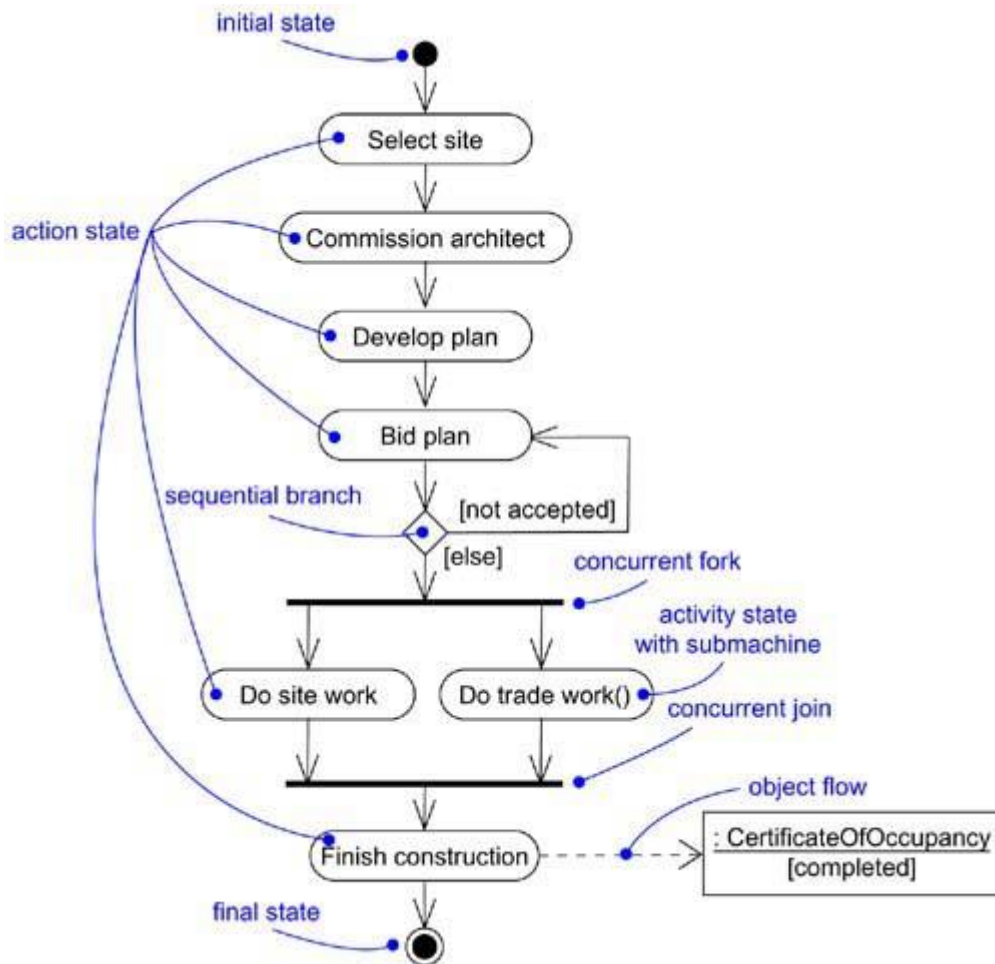 initial state
Select site
action state
Commission architect
Develop plan
Bid plan
sequential branch
[not accepted]
[else]
concurrent fork
activity state
with submachine
Do site work
Do trade work()
concurrent join
object flow
: CertificateOfOccupancy
[completed]
Finish construction
final state